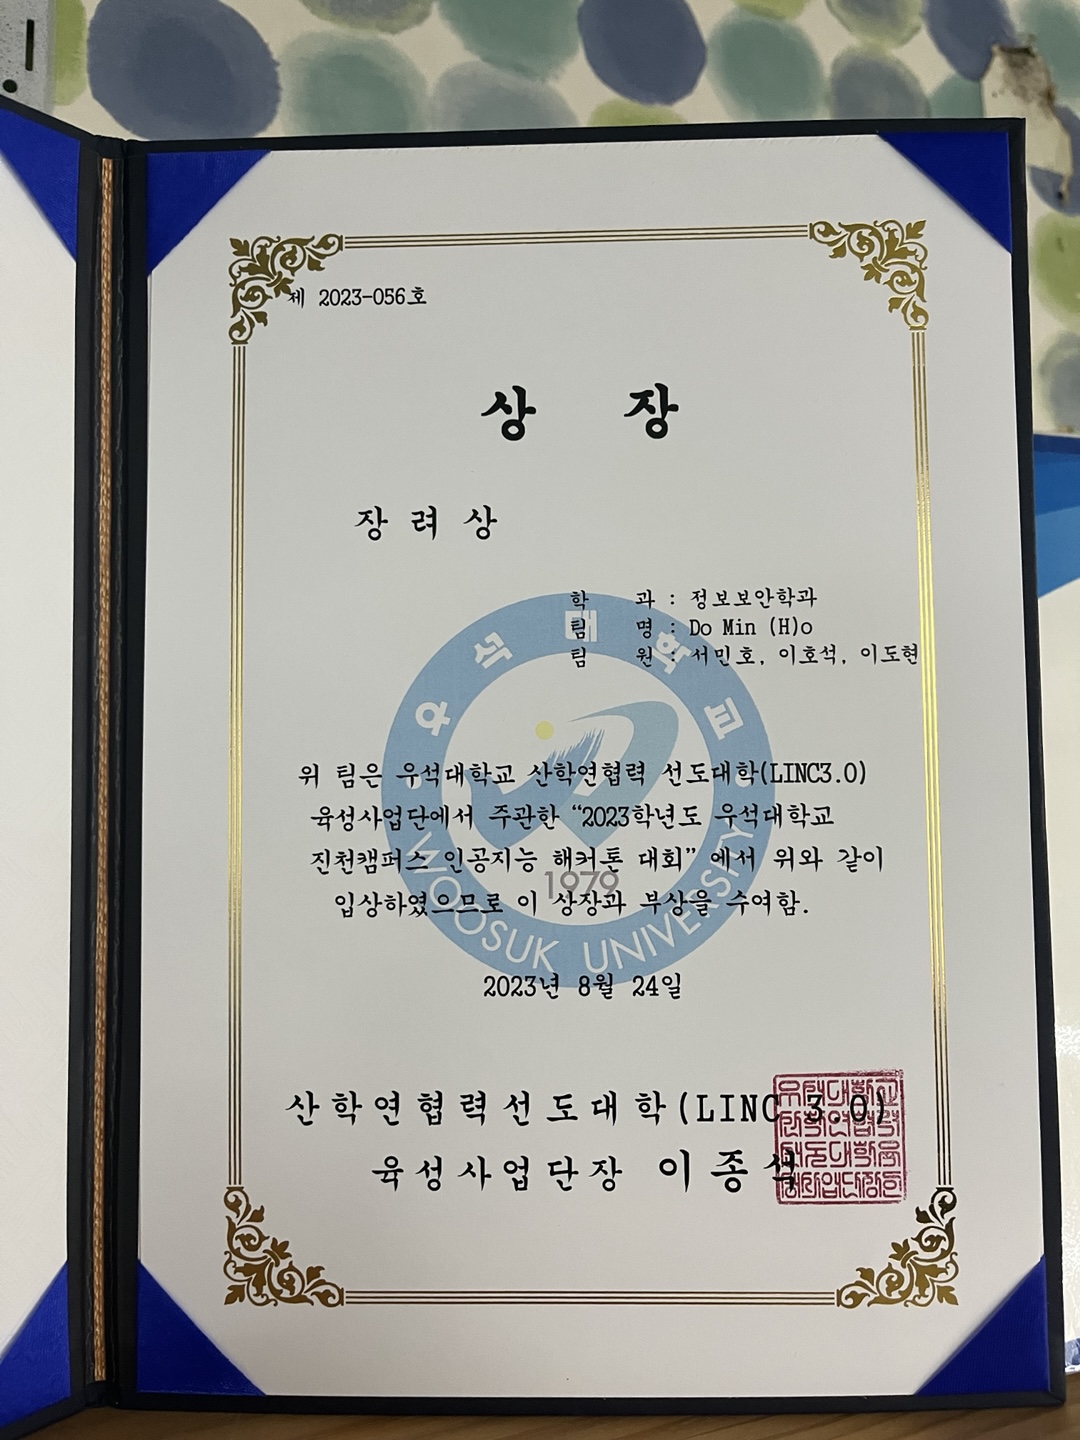 제 2023-056호
상 장
장려상
학 과 : 정보보안학과
팀 명 : Do Min (H)o
팀 원 : 서민호, 이호석, 이도현
위 팀은 우석대학교 산학연협력 선도대학(LINC3.0)
육성사업단에서 주관한 “2023학년도 우석대학교
진천캠퍼스 인공지능 해커톤 대회” 에서 위와 같이
입상하였으므로 이 상장과 부상을 수여함.
2023년 8월 24일
산학연협력선도대학(LINC 3.0)
육성사업단장 이종석
우석대학교
1979
WOOSUK UNIVERSITY